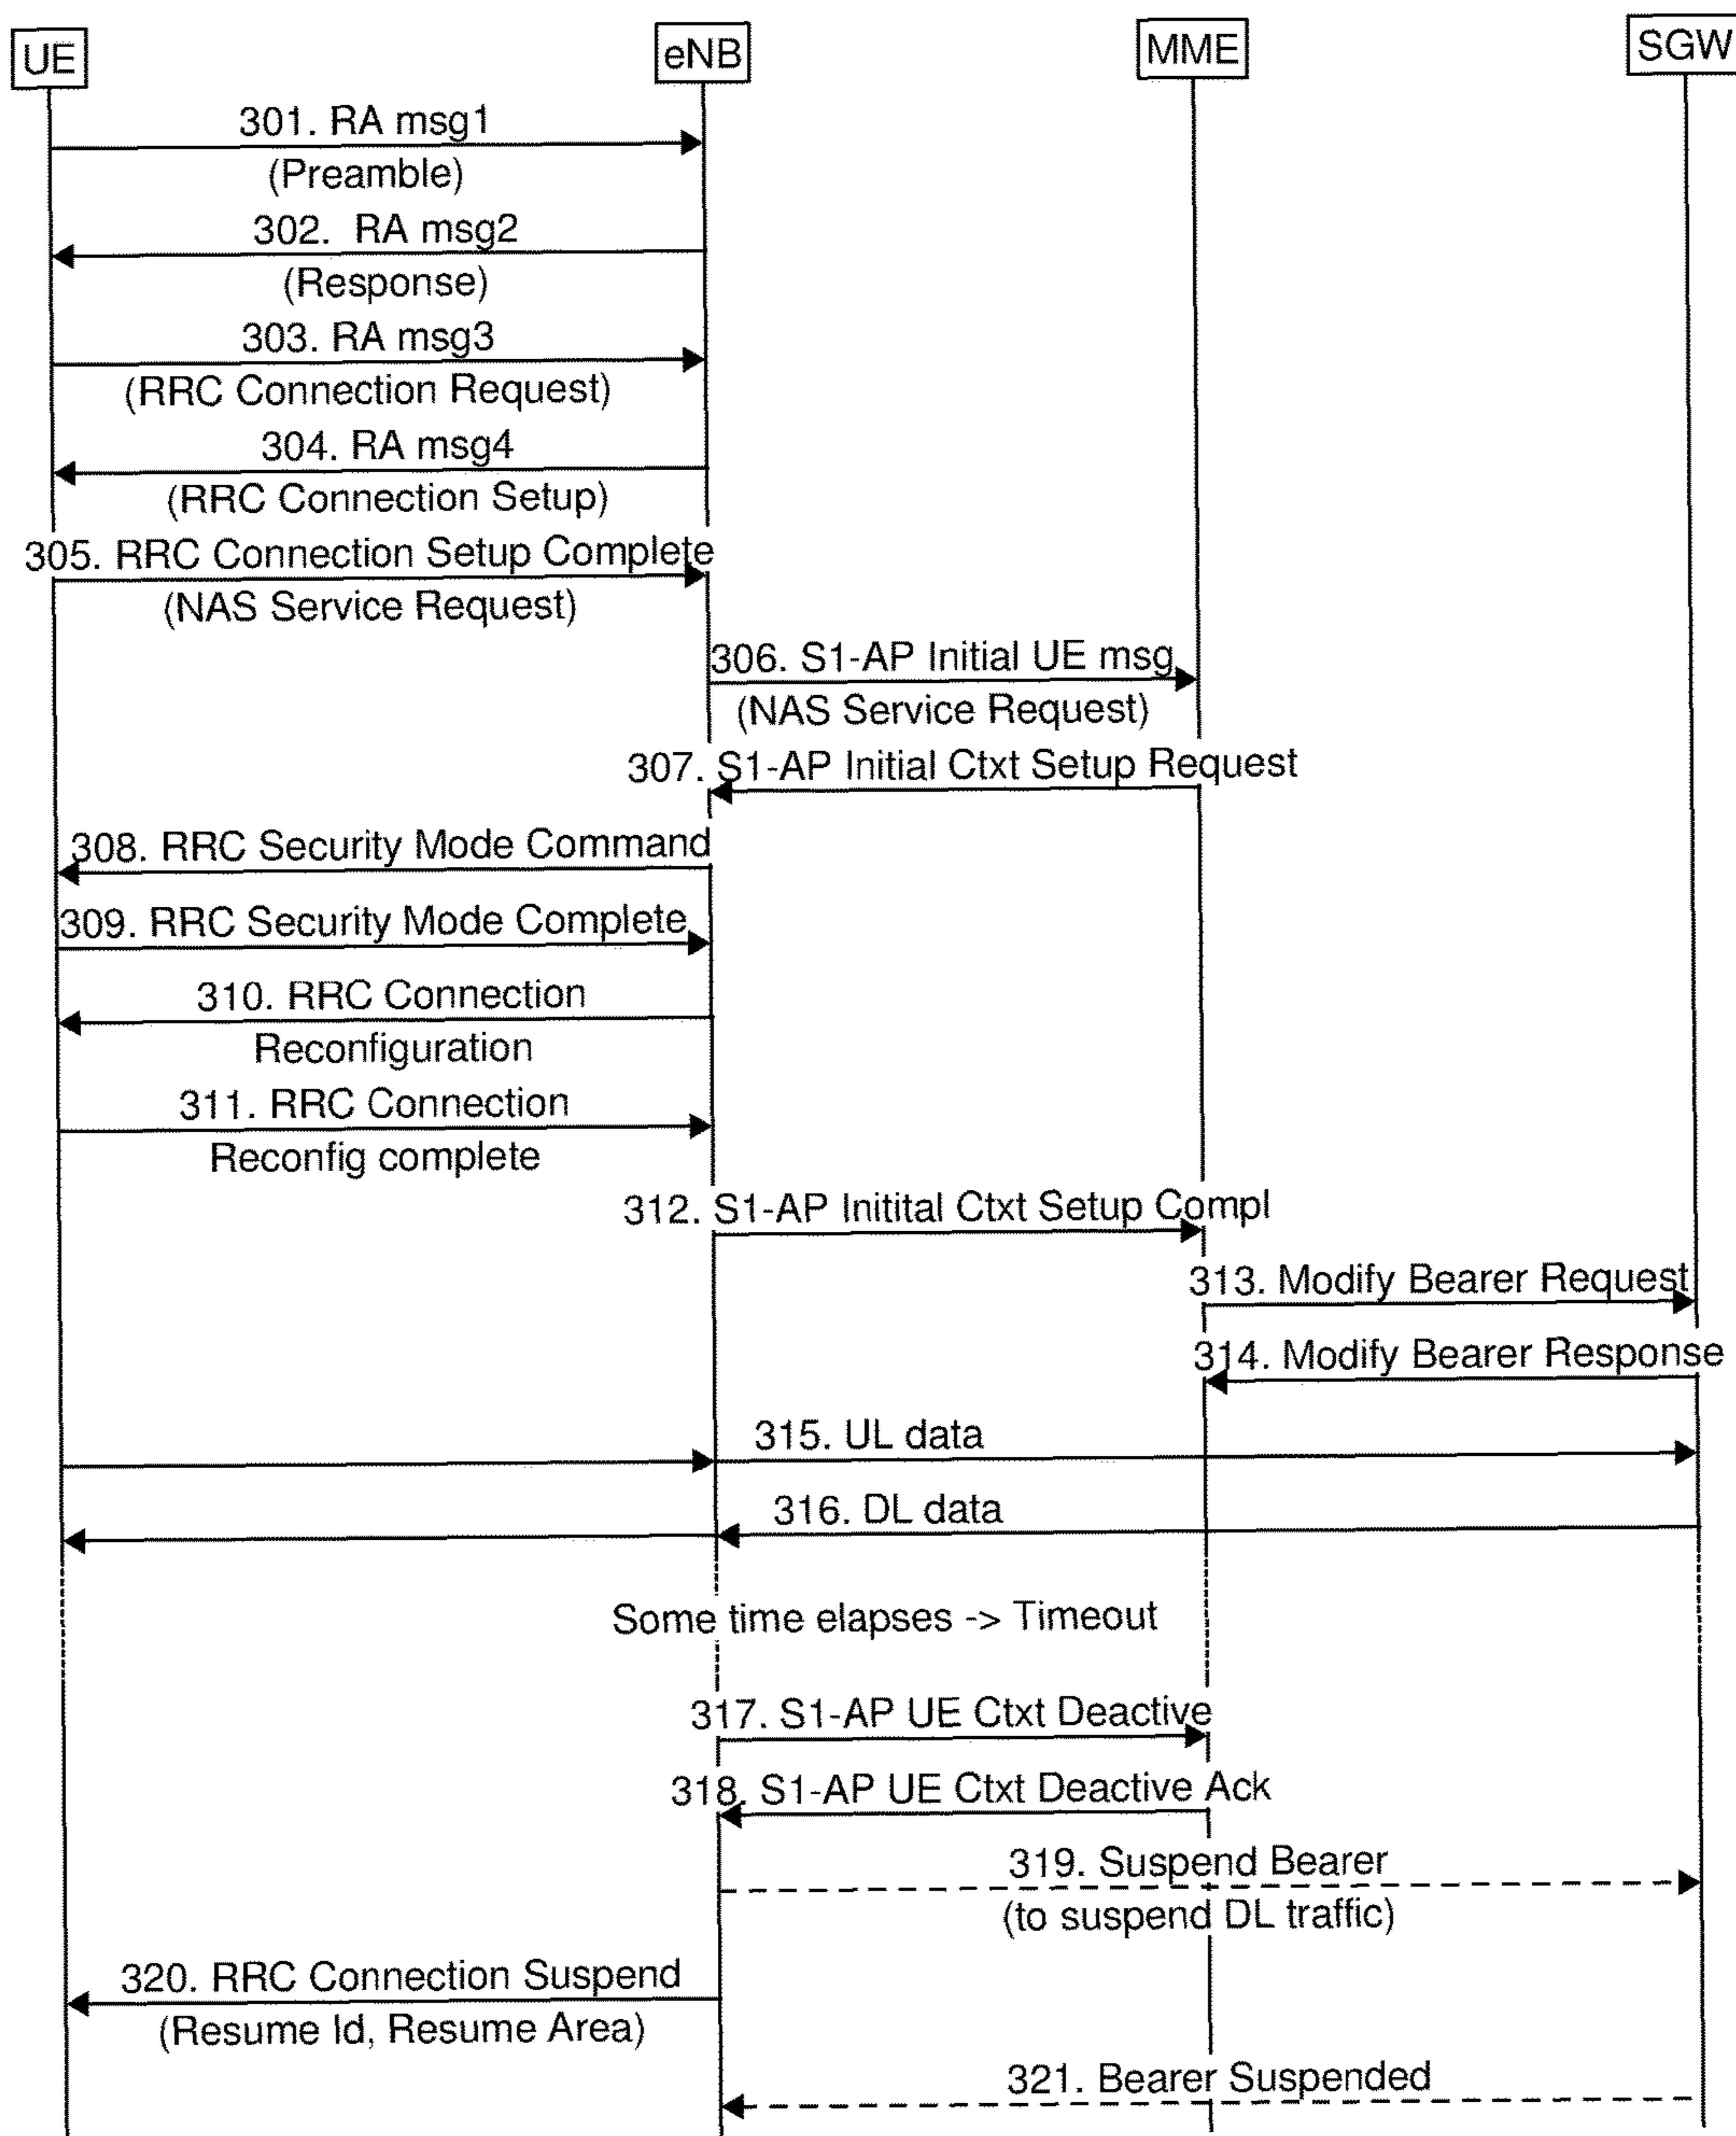 UE
eNB
MME
SGW
301. RA msg1
(Preamble)
302. RA msg2
(Response)
303. RA msg3
(RRC Connection Request)
304. RA msg4
(RRC Connection Setup)
305. RRC Connection Setup Complete
(NAS Service Request)
306. S1-AP Initial UE msg
(NAS Service Request)
307. S1-AP Initial Ctxt Setup Request
308. RRC Security Mode Command
309. RRC Security Mode Complete
310. RRC Connection
Reconfiguration
311. RRC Connection
Reconfig complete
312. S1-AP Initital Ctxt Setup Compl
313. Modify Bearer Request
314. Modify Bearer Response
315. UL data
316. DL data
Some time elapses -> Timeout
317. S1-AP UE Ctxt Deactive
318. S1-AP UE Ctxt Deactive Ack
319. Suspend Bearer
(to suspend DL traffic)
320. RRC Connection Suspend
(Resume Id, Resume Area)
321. Bearer Suspended